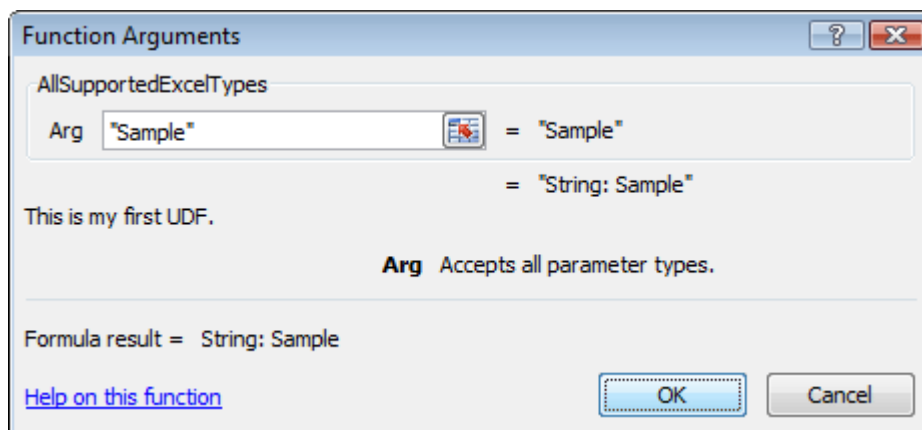 Function Arguments
AllSupportedExcelTypes
Arg "Sample" = "Sample"
= "String: Sample"
This is my first UDF.
Arg Accepts all parameter types.
Formula result = String: Sample
Help on this function OK Cancel